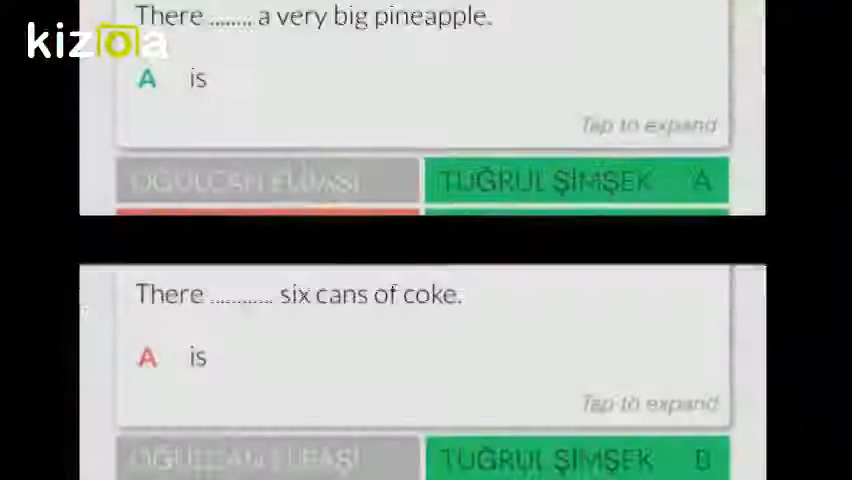 kizoa
There ........ a very big pineapple.
A is
Tap to expand
TUĞRUL ŞİMŞEK A
There ............ six cans of coke.
A is
Tap to expand
TUĞRUL ŞİMŞEK B